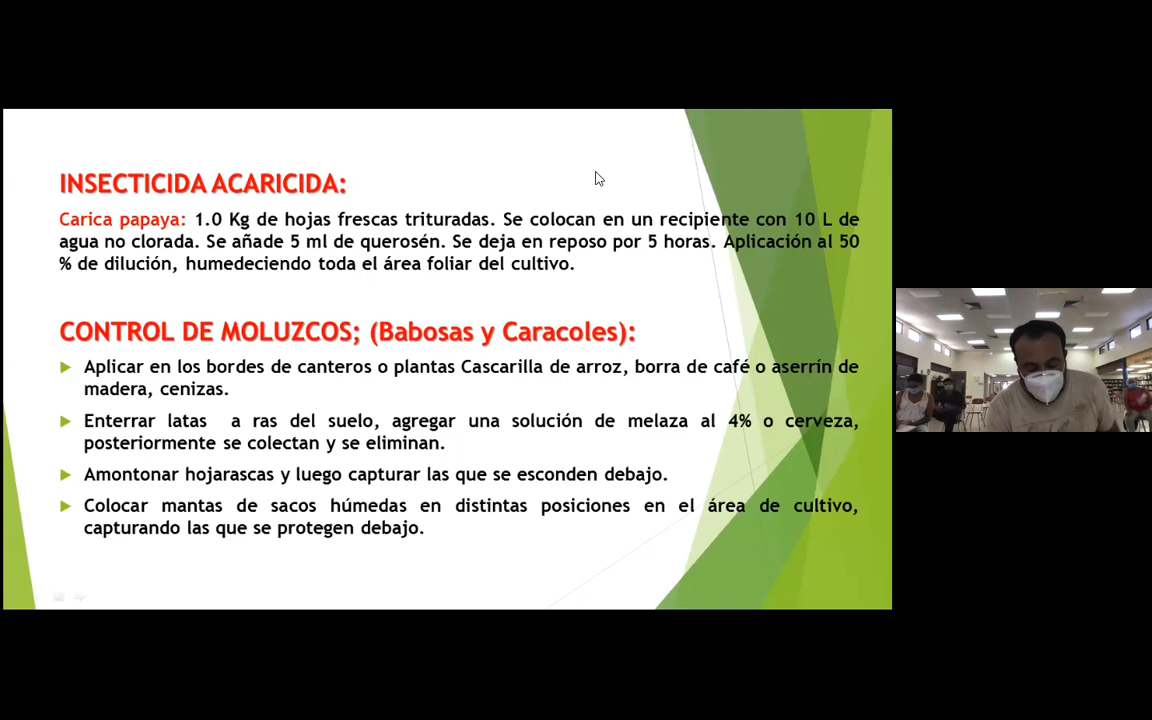 INSECTICIDA ACARICIDA:
Carica papaya: 1.0 Kg de hojas frescas trituradas. Se colocan en un recipiente con 10 L de
agua no clorada. Se añade 5 ml de querosén. Se deja en reposo por 5 horas. Aplicación al 50
% de dilución, humedeciendo toda el área foliar del cultivo.
CONTROL DE MOLUZCOS; (Babosas y Caracoles):
Aplicar en los bordes de canteros o plantas Cascarilla de arroz, borra de café o aserrín de
madera, cenizas.
Enterrar latas a ras del suelo, agregar una solución de melaza al 4% o cerveza,
posteriormente se colectan y se eliminan.
Amontonar hojarascas y luego capturar las que se esconden debajo.
Colocar mantas de sacos húmedas en distintas posiciones en el área de cultivo,
capturando las que se protegen debajo.